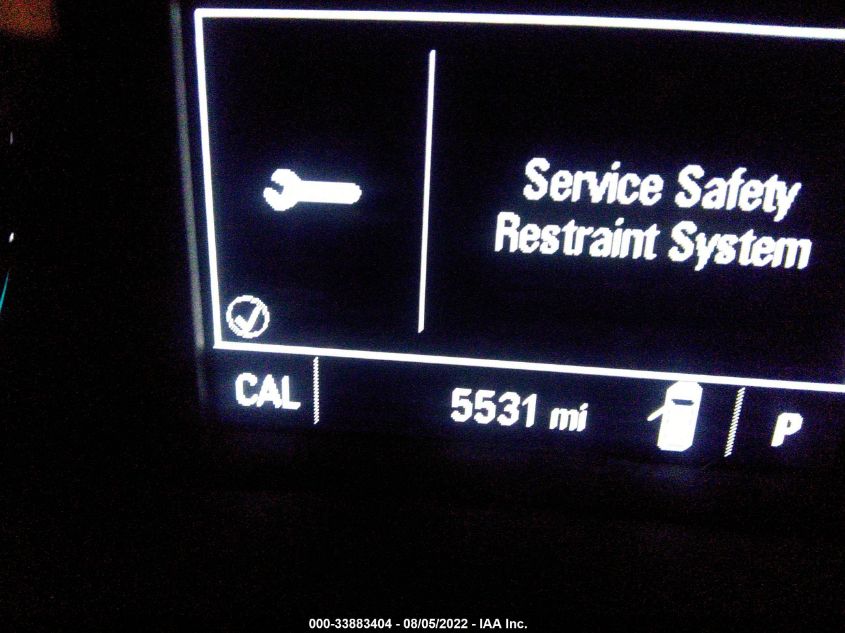 Service Safety
Restraint System
CAL
5531 mi
P
000-33883404 - 08/05/2022 - IAA Inc.